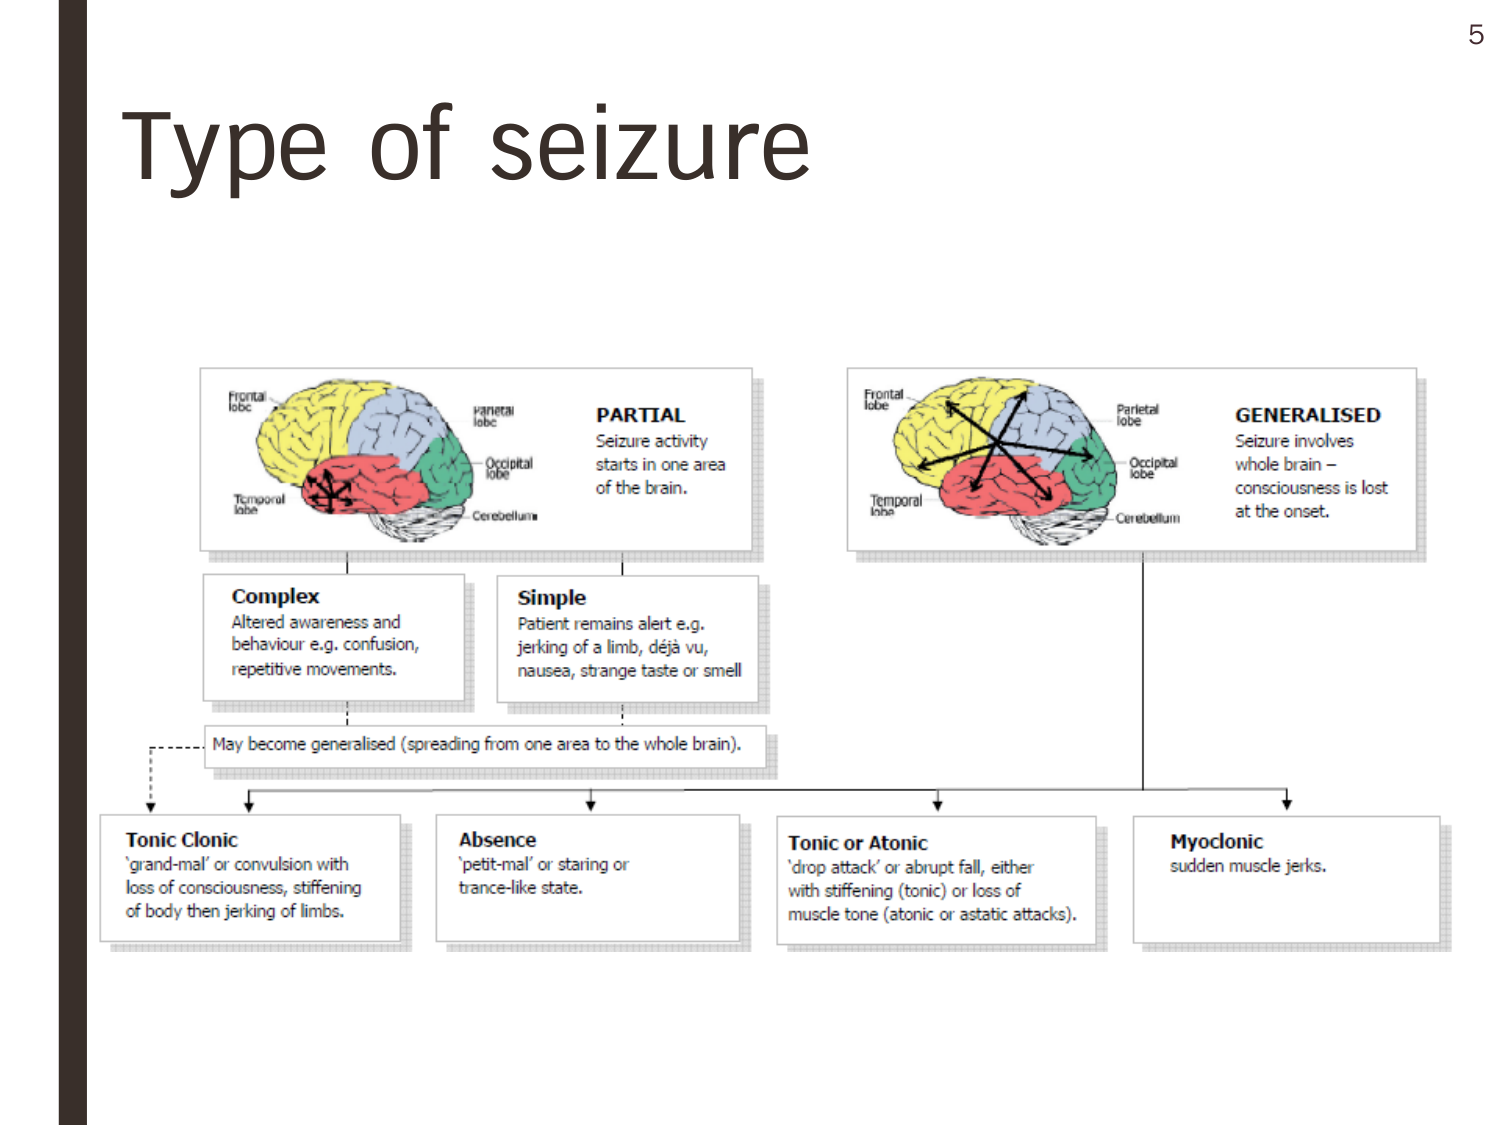 5
Type of seizure
Frontal
lobe
Parietal
lobe
Occipital
lobe
Temporal
lobe
Cerebellum
PARTIAL
Seizure activity
starts in one area
of the brain.
Frontal
lobe
Parietal
lobe
Occipital
lobe
Temporal
lobe
Cerebellum
GENERALISED
Seizure involves
whole brain –
consciousness is lost
at the onset.
Complex
Altered awareness and
behaviour e.g. confusion,
repetitive movements.
Simple
Patient remains alert e.g.
jerking of a limb, déjà vu,
nausea, strange taste or smell
May become generalised (spreading from one area to the whole brain).
Tonic Clonic
‘grand-mal’ or convulsion with
loss of consciousness, stiffening
of body then jerking of limbs.
Absence
‘petit-mal’ or staring or
trance-like state.
Tonic or Atonic
‘drop attack’ or abrupt fall, either
with stiffening (tonic) or loss of
muscle tone (atonic or astatic attacks).
Myoclonic
sudden muscle jerks.